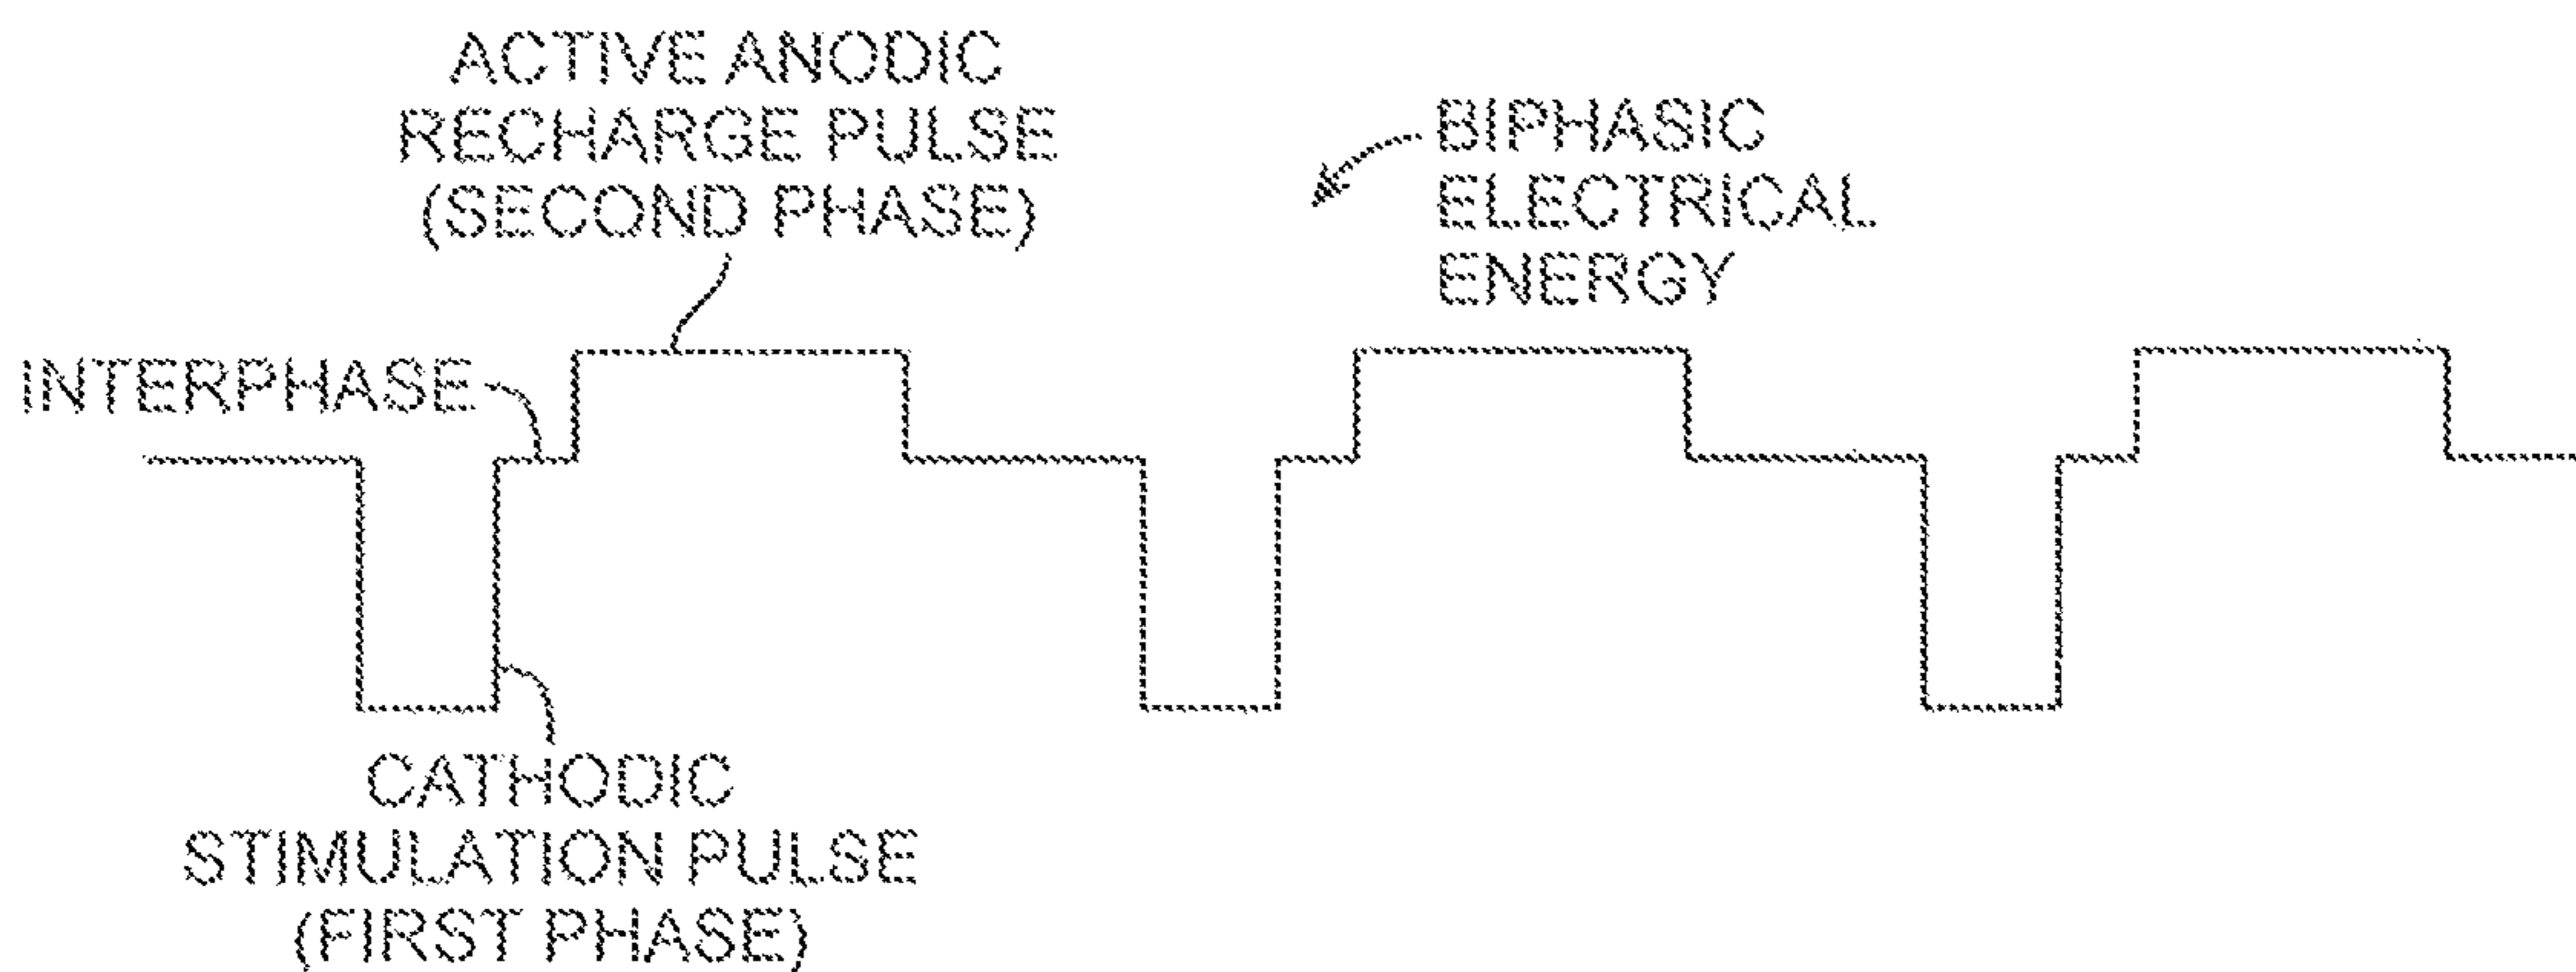 ACTIVE ANODIC
RECHARGE PULSE
(SECOND PHASE)
BIPHASIC
ELECTRICAL
ENERGY
INTERPHASE
CATHODIC
STIMULATION PULSE
(FIRST PHASE)